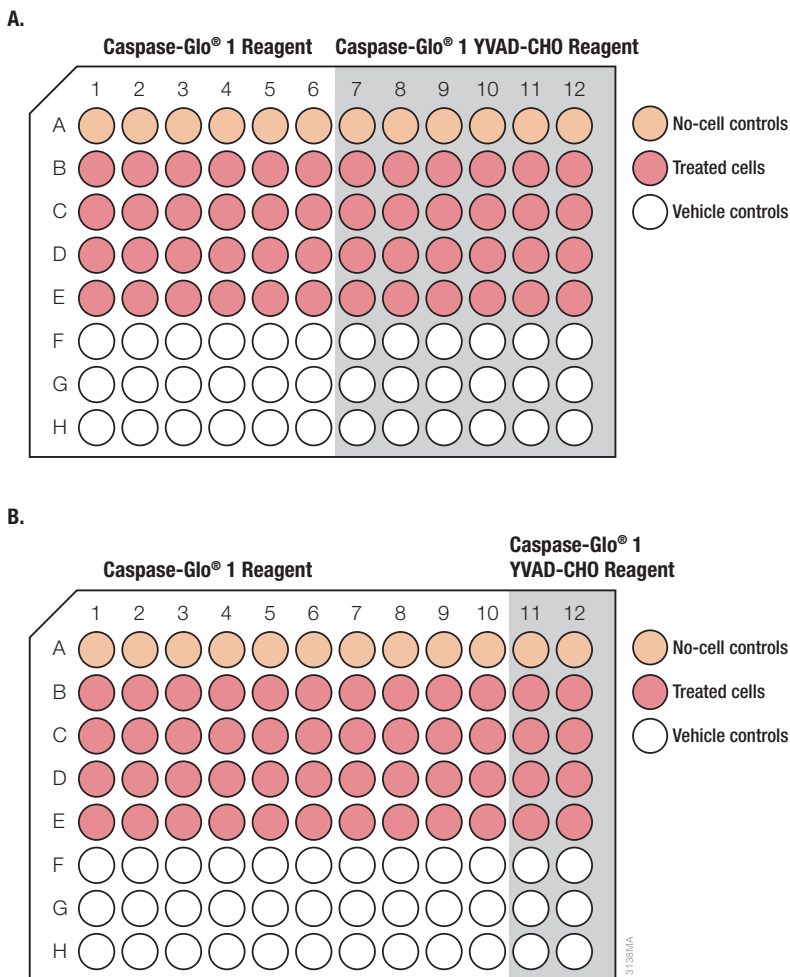 A.
Caspase-Glo® 1 Reagent Caspase-Glo® 1 YVAD-CHO Reagent
1 2 3 4 5 6 7 8 9 10 11 12
A
No-cell controls
B
Treated cells
C
Vehicle controls
D
E
F
G
H
B.
Caspase-Glo® 1
YVAD-CHO Reagent
Caspase-Glo® 1 Reagent
1 2 3 4 5 6 7 8 9 10 11 12
A
No-cell controls
B
Treated cells
C
Vehicle controls
D
E
F
G
H
3138MA